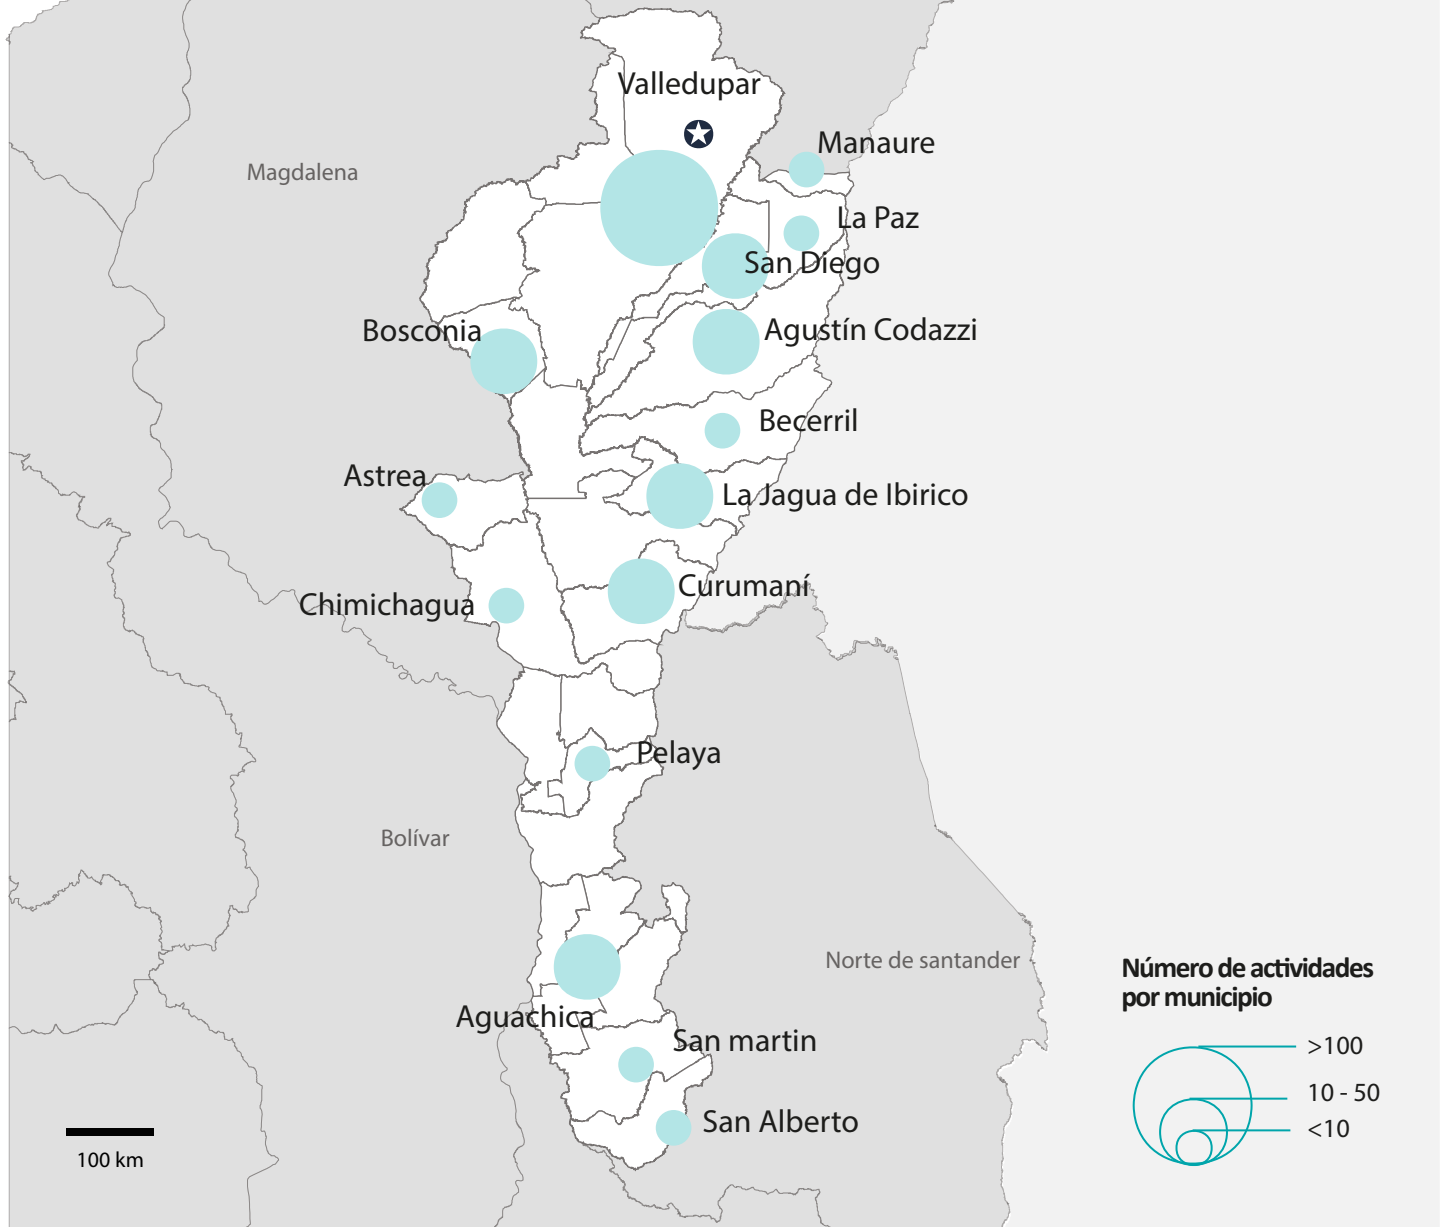 Valledupar
Manaure
Magdalena
La Paz
San Diego
Bosconia
Agustín Codazzi
Becerril
Astrea
La Jagua de Ibirico
Curumaní
Chimichagua
Pelaya
Bolívar
Norte de santander
Aguachica
San martin
San Alberto
100 km
Número de actividades
por municipio
>100
10 - 50
<10